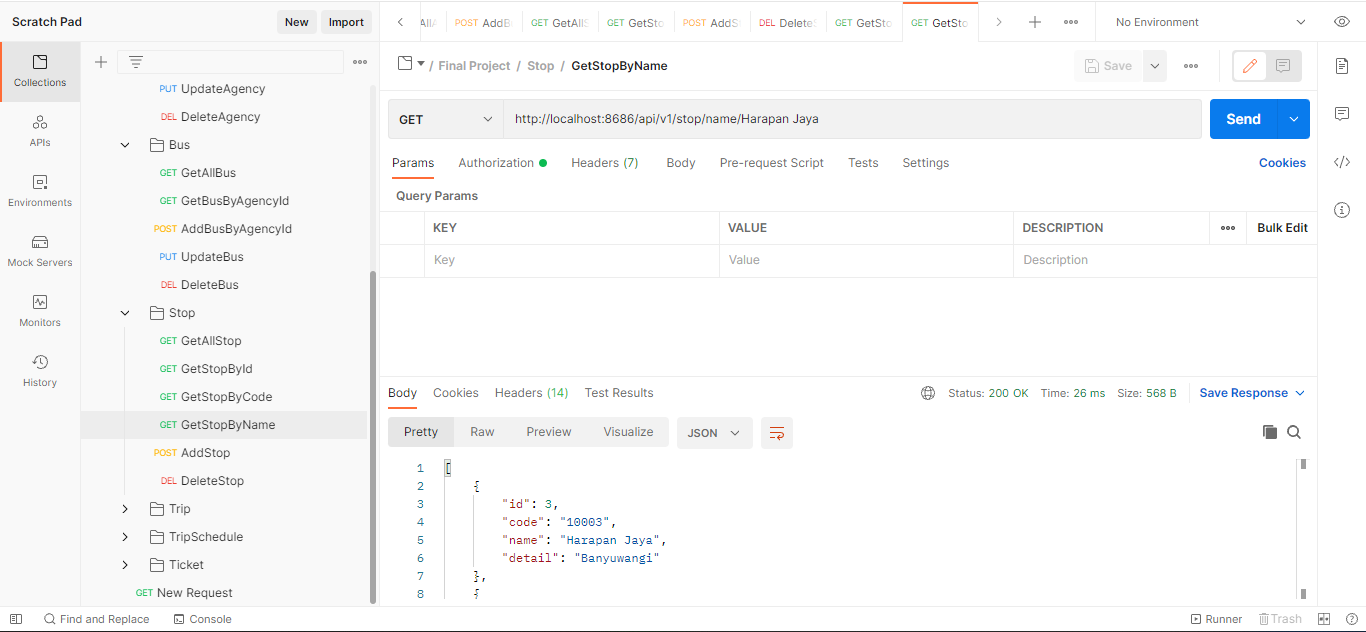 Scratch Pad
New
Import
AddB
GetAllS
GetSto
AddS
Delete
GetSto
GetSto
No Environment
POST
GET
GET
POST
DEL
GET
GET
Collections
APIs
Environments
Mock Servers
Monitors
History
PUT UpdateAgency
DEL DeleteAgency
Bus
GET GetAllBus
GET GetBusByAgencyId
POST AddBusByAgencyId
PUT UpdateBus
DEL DeleteBus
Stop
GET GetAllStop
GET GetStopById
GET GetStopByCode
GET GetStopByName
POST AddStop
DEL DeleteStop
Trip
TripSchedule
Ticket
GET New Request
/ Final Project / Stop / GetStopByName
Save
GET
http://localhost:8686/api/v1/stop/name/Harapan Jaya
Send
Params Authorization Headers (7) Body Pre-request Script Tests Settings Cookies
Query Params
KEY VALUE DESCRIPTION Bulk Edit
Key Value Description
Body Cookies Headers (14) Test Results
Status: 200 OK Time: 26 ms Size: 568 B
Save Response
Pretty Raw Preview Visualize JSON
1 [
2 {
3 "id": 3,
4 "code": "10003",
5 "name": "Harapan Jaya",
6 "detail": "Banyuwangi"
7 },
8 {
Find and Replace
Console
Runner
Trash